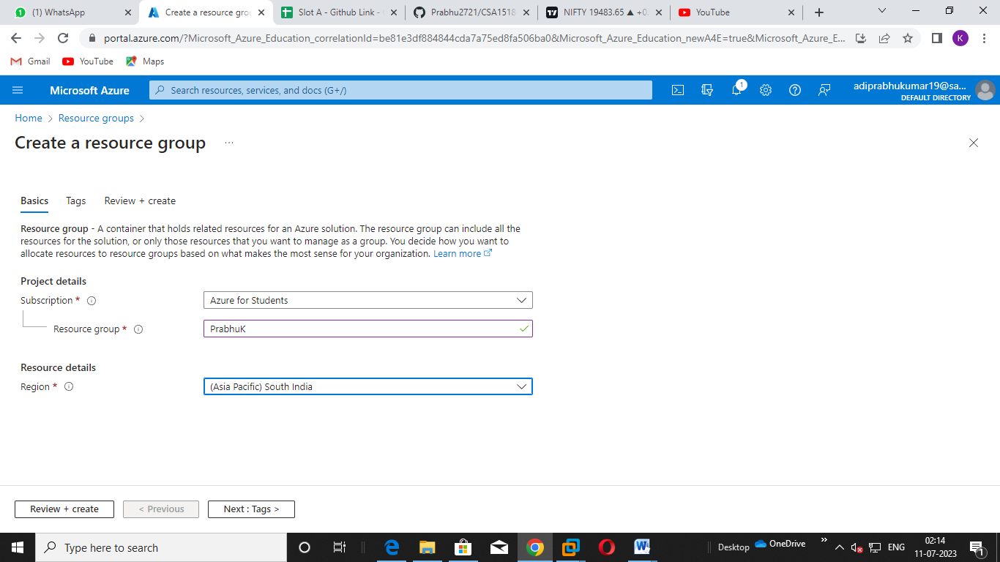 (1) WhatsApp
Create a resource gro
Slot A - Github Link -
Prabhu2721/CSA1518
NIFTY 19483.65 ▲ +0.
YouTube
portal.azure.com/?Microsoft_Azure_Education_correlationId=be81e3df884844cda7a75ed8fa506ba0&Microsoft_Azure_Education_newA4E=true&Microsoft_Azure_E...
K
Gmail
YouTube
Maps
Microsoft Azure
Search resources, services, and docs (G+/)
1
adiprabhukumar19@sa...
DEFAULT DIRECTORY
Home > Resource groups >
Create a resource group ...
Basics
Tags
Review + create
Resource group - A container that holds related resources for an Azure solution. The resource group can include all the
resources for the solution, or only those resources that you want to manage as a group. You decide how you want to
allocate resources to resource groups based on what makes the most sense for your organization. Learn more
Project details
Subscription *
Azure for Students
Resource group *
PrabhuK
Resource details
Region *
(Asia Pacific) South India
Review + create
< Previous
Next : Tags >
Type here to search
Desktop
OneDrive
ENG
02:14
11-07-2023
1